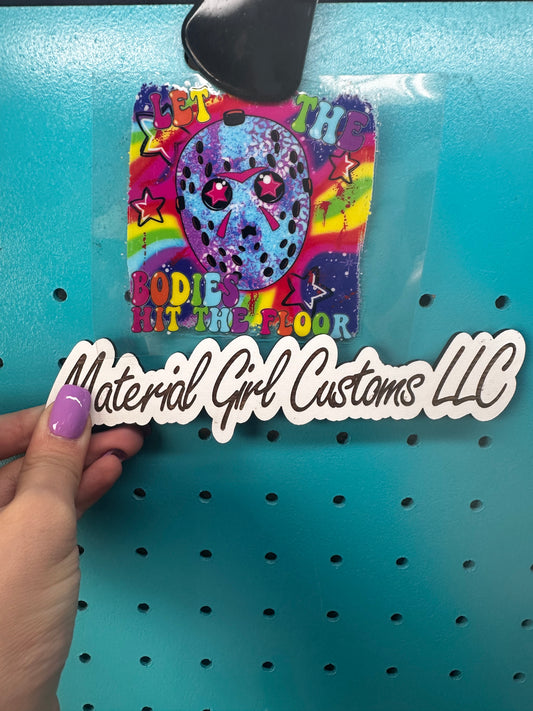 LET THE
BODIES
HIT THE FLOOR
Material Girl Customs LLC